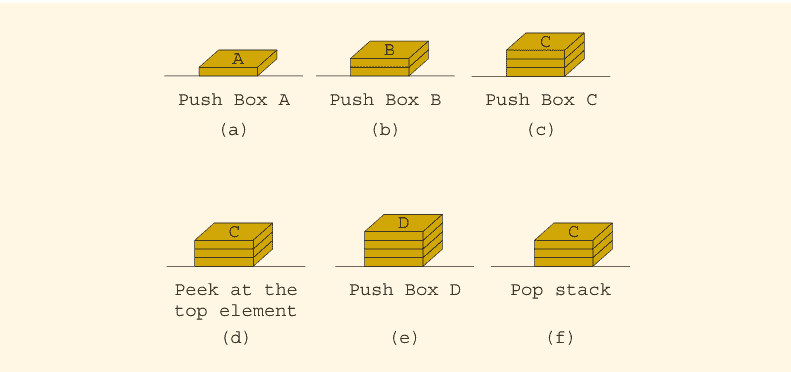 A
B
C
Push Box A
Push Box B
Push Box C
(a)
(b)
(c)
C
D
C
Peek at the
top element
Push Box D
Pop stack
(d)
(e)
(f)